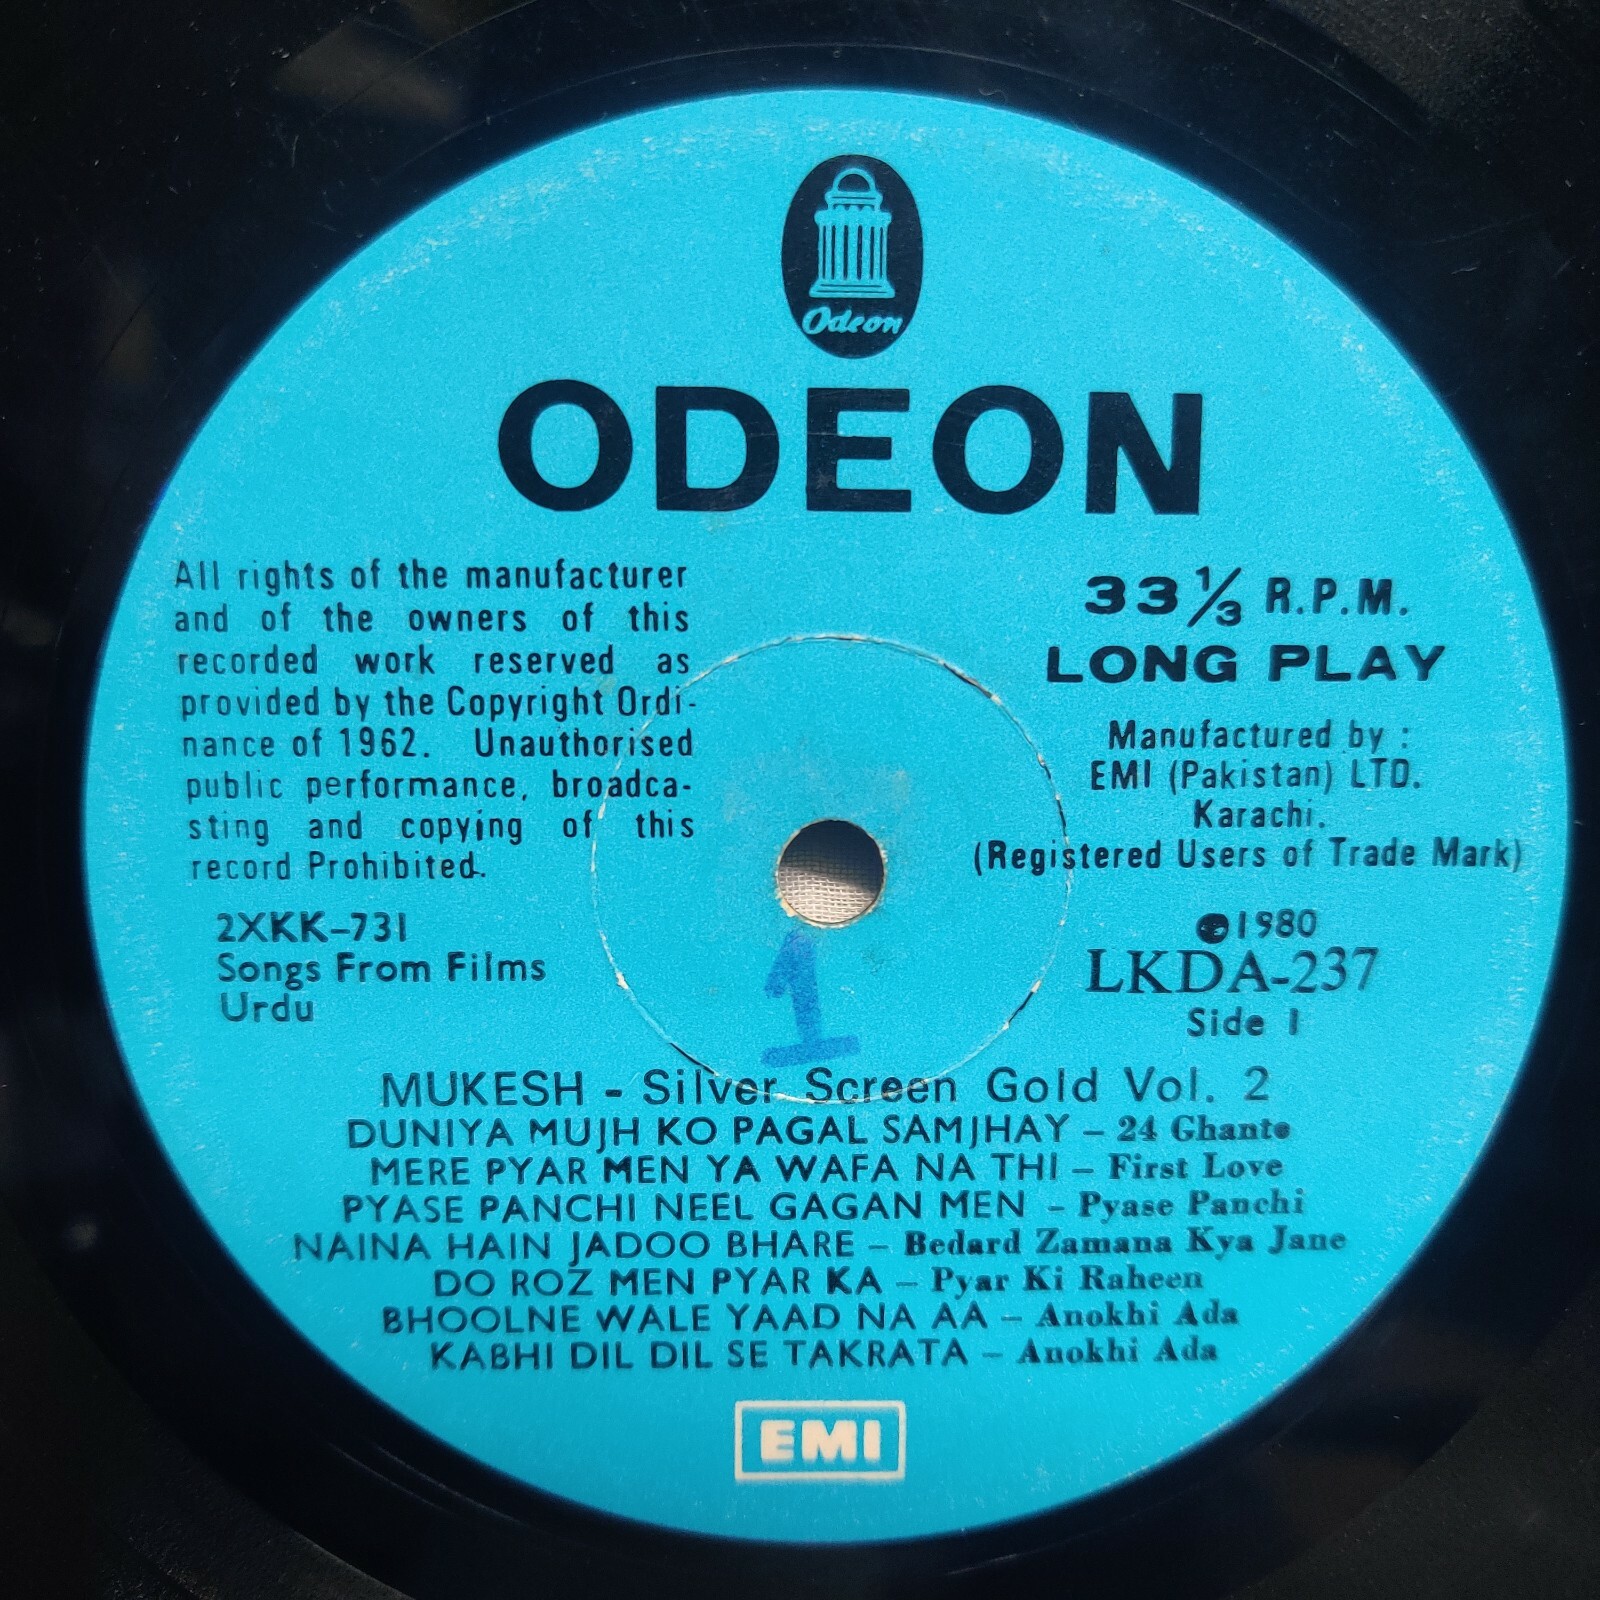 Odeon
ODEON
All rights of the manufacturer
and of the owners of this
recorded work reserved as
provided by the Copyright Ordi-
nance of 1962. Unauthorised
public performance, broadca-
sting and copying of this
record Prohibited.
33 1/3 R.P.M.
LONG PLAY
Manufactured by :
EMI (Pakistan) LTD.
Karachi.
(Registered Users of Trade Mark)
2XKK-731
Songs From Films
Urdu
℗1980
LKDA-237
Side 1
1
MUKESH - Silver Screen Gold Vol. 2
DUNIYA MUJH KO PAGAL SAMJHAY – 24 Ghante
MERE PYAR MEN YA WAFA NA THI – First Love
PYASE PANCHI NEEL GAGAN MEN – Pyase Panchi
NAINA HAIN JADOO BHARE – Bedard Zamana Kya Jane
DO ROZ MEN PYAR KA – Pyar Ki Raheen
BHOOLNE WALE YAAD NA AA – Anokhi Ada
KABHI DIL DIL SE TAKRATA – Anokhi Ada
EMI